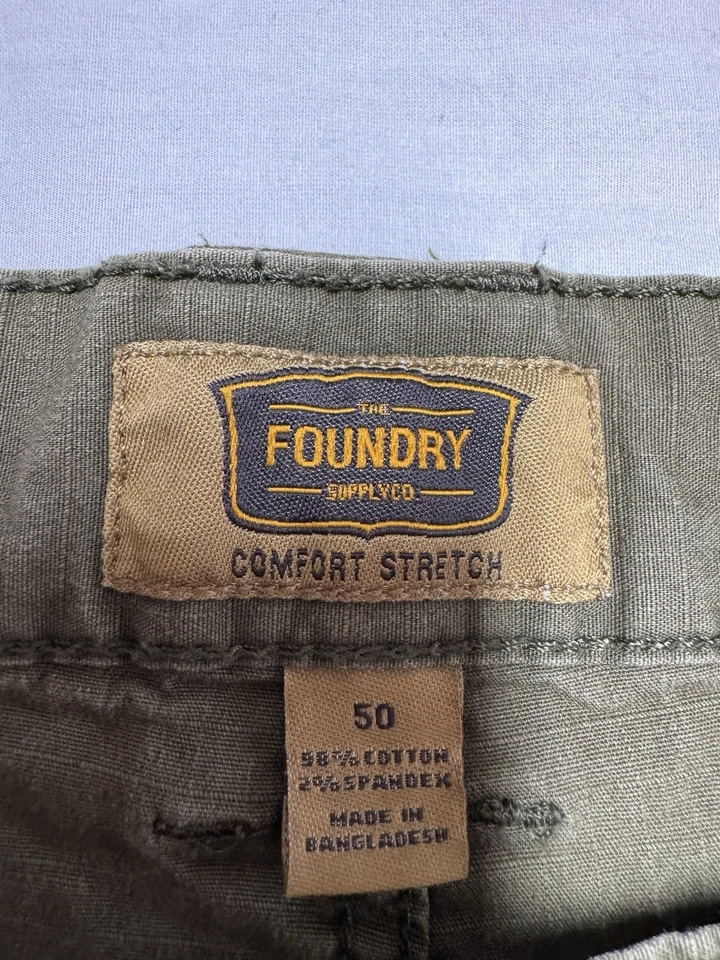 THE
FOUNDRY
SUPPLY CO.
COMFORT STRETCH
50
98% COTTON
2% SPANDEX
MADE IN
BANGLADESH